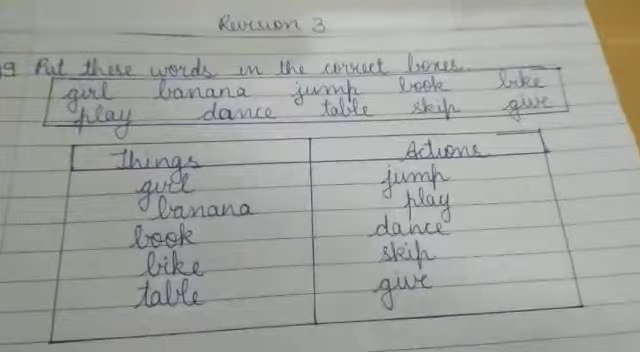 Revision 3
9 Put these words in the correct boxes.
girl banana jump book bike
play dance table skip give
Things Actions
girl jump
banana play
book dance
bike skip
table give